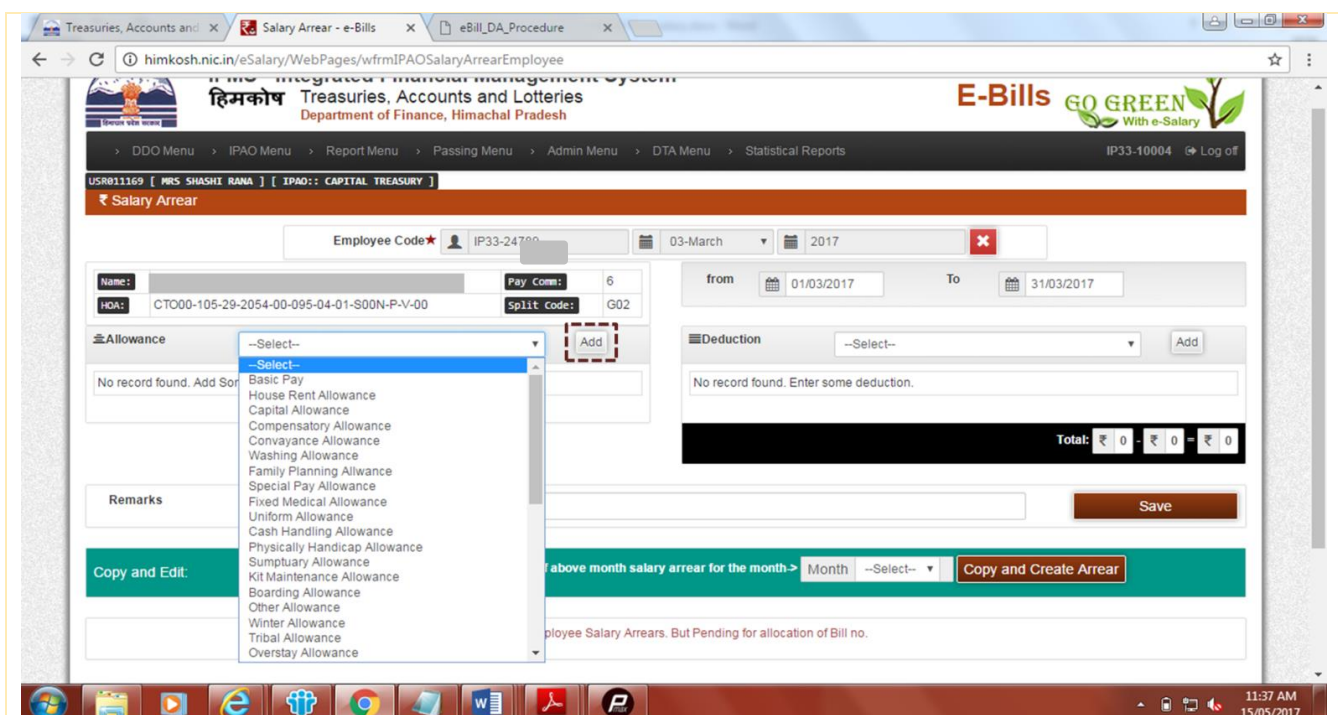 Treasuries, Accounts and
Salary Arrear - e-Bills
eBill_DA_Procedure
himkosh.nic.in/eSalary/WebPages/wfrmIPAOSalaryArrearEmployee
Integrated Financial Management System
हिमकोष Treasuries, Accounts and Lotteries
Department of Finance, Himachal Pradesh
E-Bills GO GREEN
With e-Salary
> DDO Menu > IPAO Menu > Report Menu > Passing Menu > Admin Menu > DTA Menu > Statistical Reports IP33-10004 Log off
USR011169 [ MRS SHASHI RANA ] [ IPAO:: CAPITAL TREASURY ]
₹ Salary Arrear
Employee Code★ 03-March 2017
Name: Pay Comm: 6
HOA: CTO00-105-29-2054-00-095-04-01-S00N-P-V-00 Split Code: G02
from 01/03/2017 To 31/03/2017
Allowance --Select-- Add
Deduction --Select-- Add
--Select--
Basic Pay
House Rent Allowance
Capital Allowance
Compensatory Allowance
Convayance Allowance
Washing Allowance
Family Planning Allwance
Special Pay Allowance
Fixed Medical Allowance
Uniform Allowance
Cash Handling Allowance
Physically Handicap Allowance
Sumptuary Allowance
Kit Maintenance Allowance
Boarding Allowance
Other Allowance
Winter Allowance
Tribal Allowance
Overstay Allowance
No record found. Add
No record found. Enter some deduction.
Total: ₹ 0 - ₹ 0 = ₹ 0
Remarks
Save
Copy and Edit: above month salary arrear for the month-> Month --Select-- Copy and Create Arrear
Salary Arrears. But Pending for allocation of Bill no.
11:37 AM
15/05/2017